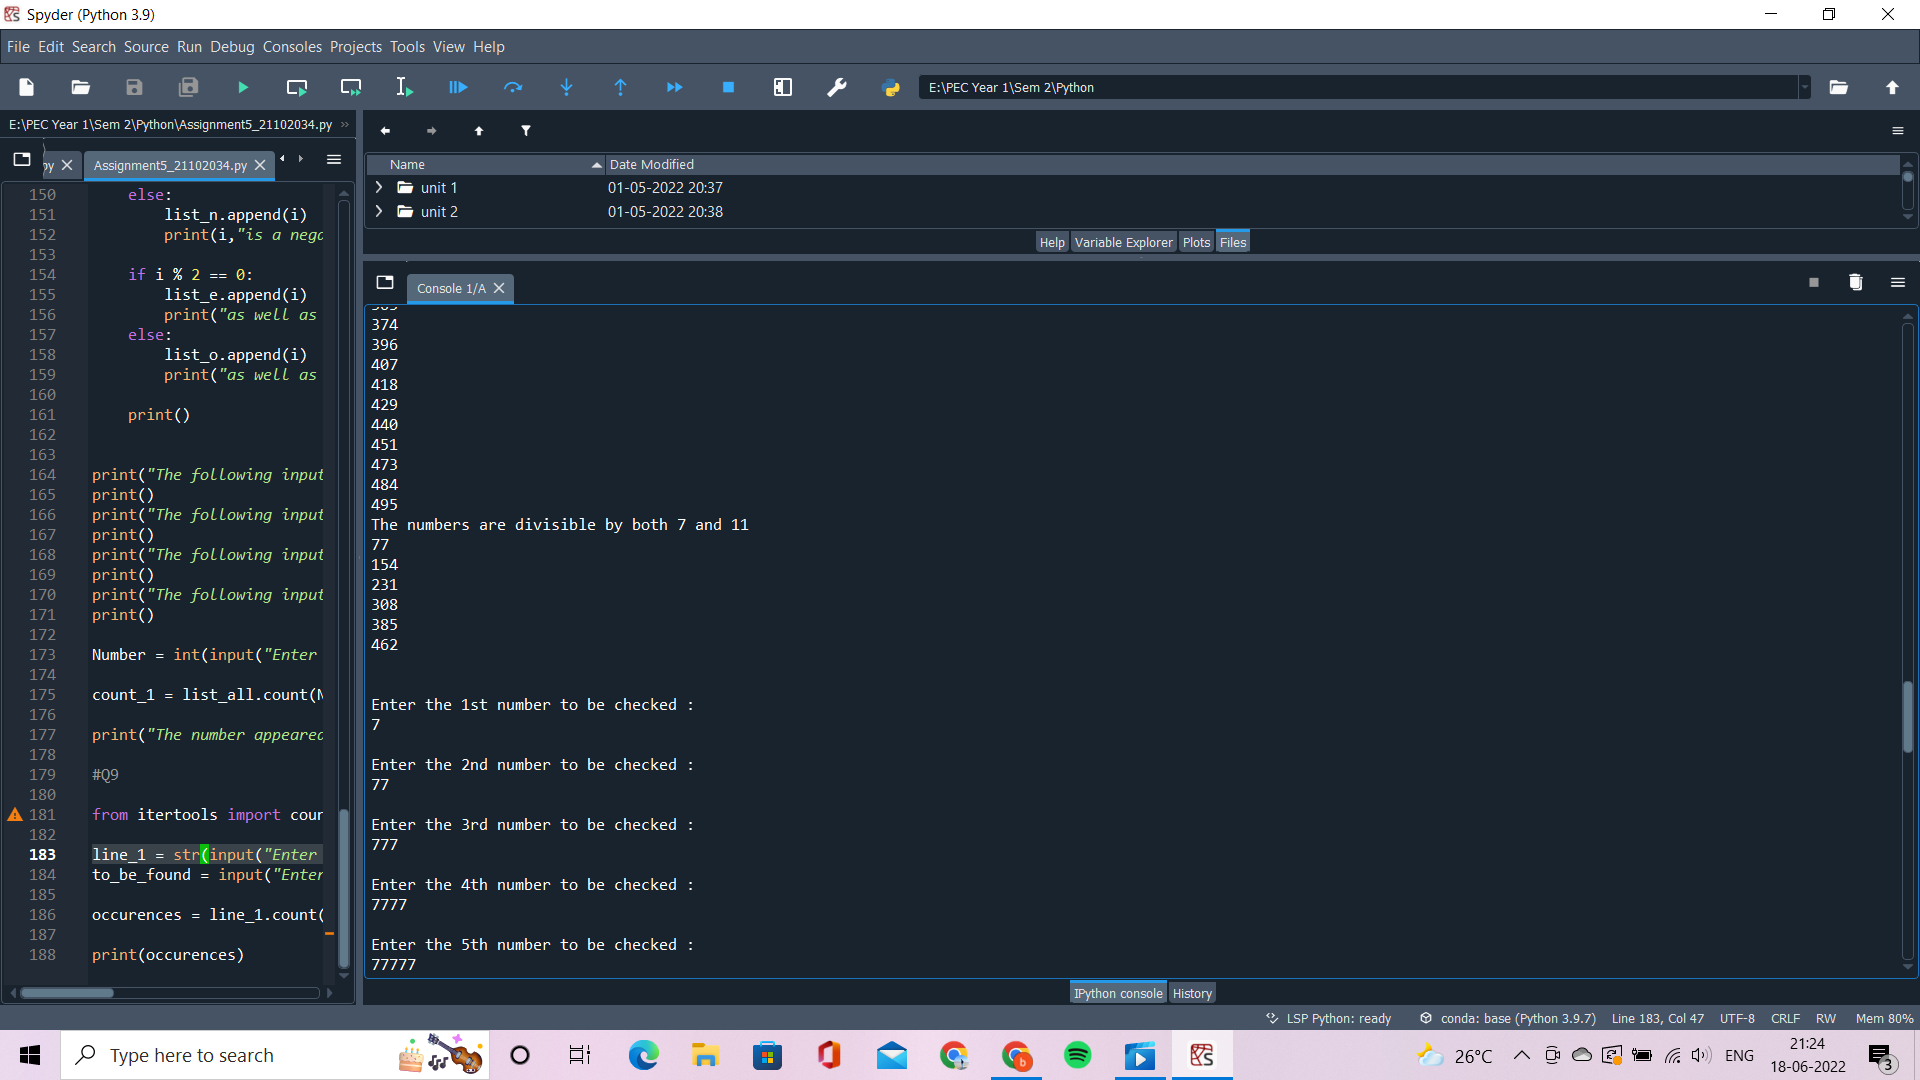 Spyder (Python 3.9)
File Edit Search Source Run Debug Consoles Projects Tools View Help
E:\PEC Year 1\Sem 2\Python
E:\PEC Year 1\Sem 2\Python\Assignment5_21102034.py
py
Assignment5_21102034.py
150 else:
151 list_n.append(i)
152 print(i,"is a nega
153
154 if i % 2 == 0:
155 list_e.append(i)
156 print("as well as
157 else:
158 list_o.append(i)
159 print("as well as
160
161 print()
162
163
164 print("The following input
165 print()
166 print("The following input
167 print()
168 print("The following input
169 print()
170 print("The following input
171 print()
172
173 Number = int(input("Enter
174
175 count_1 = list_all.count(N
176
177 print("The number appeared
178
179 #Q9
180
181 from itertools import coun
182
183 line_1 = str(input("Enter
184 to_be_found = input("Enter
185
186 occurences = line_1.count(
187
188 print(occurences)
Name Date Modified
unit 1 01-05-2022 20:37
unit 2 01-05-2022 20:38
Help Variable Explorer Plots Files
Console 1/A
374
396
407
418
429
440
451
473
484
495
The numbers are divisible by both 7 and 11
77
154
231
308
385
462
Enter the 1st number to be checked :
7
Enter the 2nd number to be checked :
77
Enter the 3rd number to be checked :
777
Enter the 4th number to be checked :
7777
Enter the 5th number to be checked :
77777
IPython console History
LSP Python: ready conda: base (Python 3.9.7) Line 183, Col 47 UTF-8 CRLF RW Mem 80%
Type here to search
26°C
ENG
21:24
18-06-2022
3